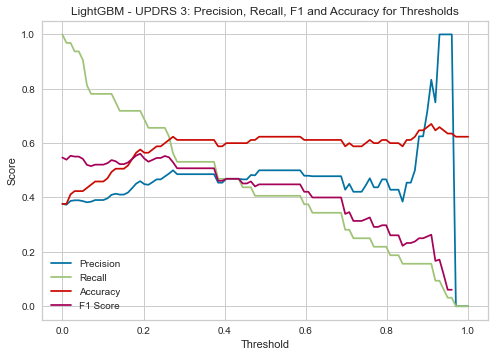 LightGBM - UPDRS 3: Precision, Recall, F1 and Accuracy for Thresholds
1.0
0.8
0.6
0.4
0.2
0.0
Score
Precision
Recall
Accuracy
F1 Score
0.0 0.2 0.4 0.6 0.8 1.0
Threshold